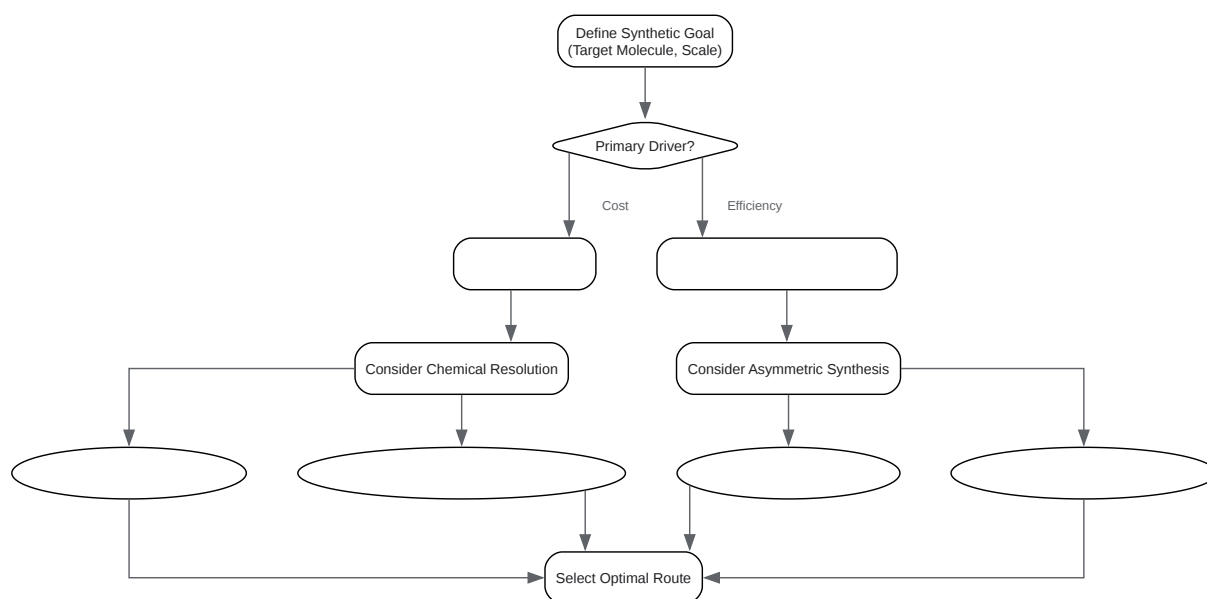 Define Synthetic Goal
(Target Molecule, Scale)
Primary Driver?
Cost
Efficiency
Consider Chemical Resolution
Consider Asymmetric Synthesis
Select Optimal Route